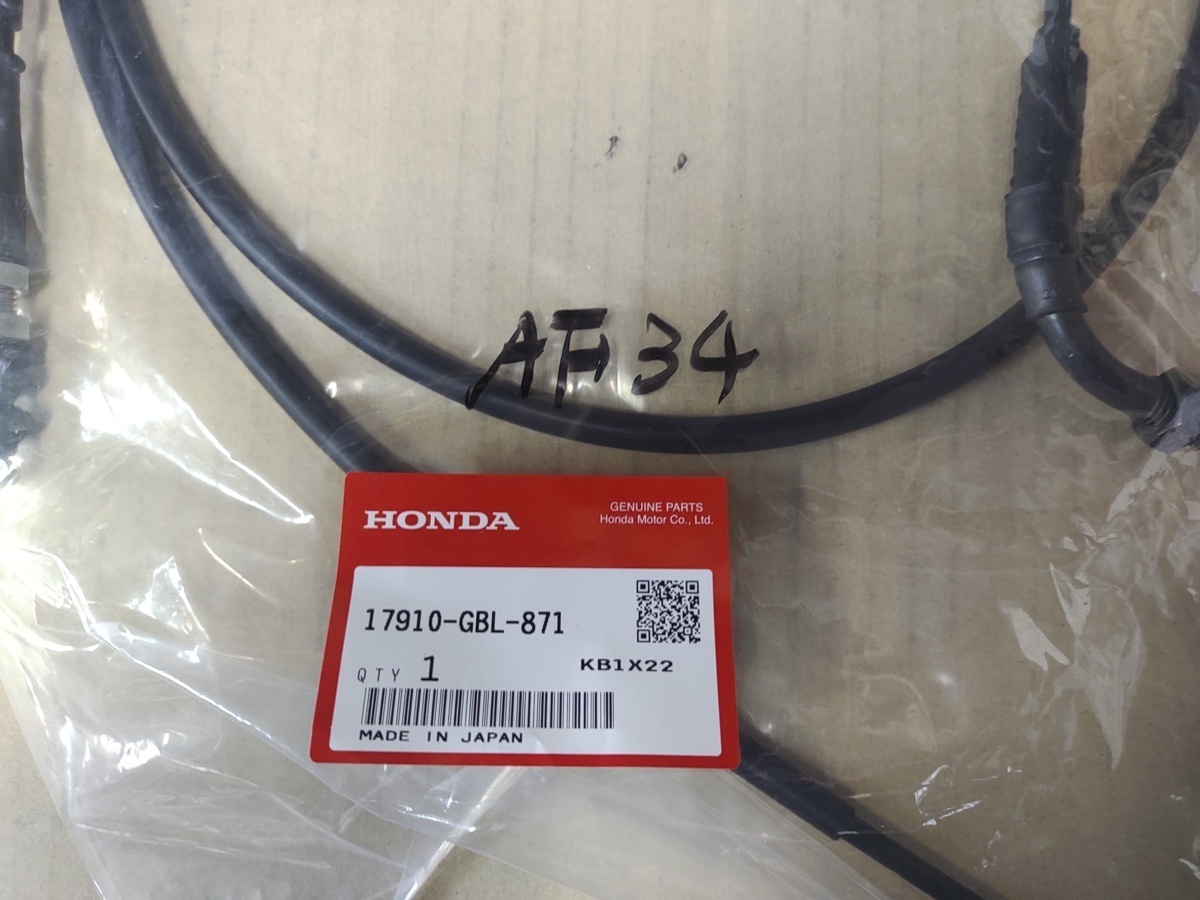 AF34
HONDA
GENUINE PARTS
Honda Motor Co., Ltd.
17910-GBL-871
QTY 1
KB1X22
MADE IN JAPAN